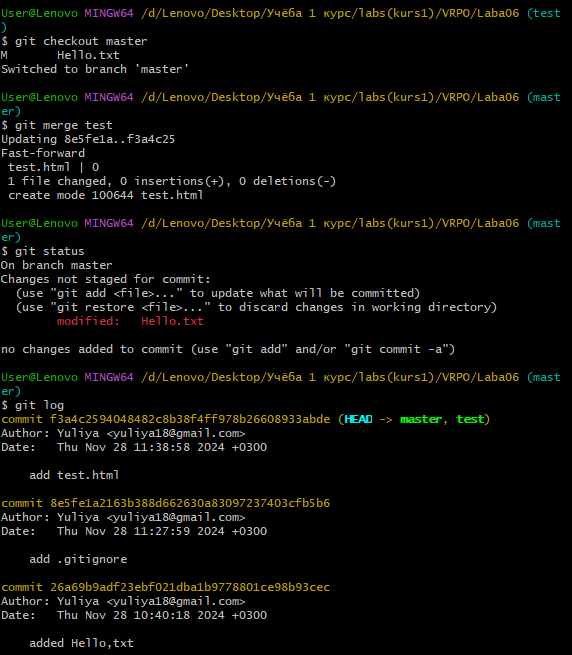 User@Lenovo MINGW64 /d/Lenovo/Desktop/Учёба 1 курс/labs(kurs1)/VRPO/Laba06 (test
)
$ git checkout master
M       Hello.txt
Switched to branch 'master'

User@Lenovo MINGW64 /d/Lenovo/Desktop/Учёба 1 курс/labs(kurs1)/VRPO/Laba06 (mast
er)
$ git merge test
Updating 8e5fe1a..f3a4c25
Fast-forward
 test.html | 0
 1 file changed, 0 insertions(+), 0 deletions(-)
 create mode 100644 test.html

User@Lenovo MINGW64 /d/Lenovo/Desktop/Учёба 1 курс/labs(kurs1)/VRPO/Laba06 (mast
er)
$ git status
On branch master
Changes not staged for commit:
  (use "git add <file>..." to update what will be committed)
  (use "git restore <file>..." to discard changes in working directory)
        modified:   Hello.txt

no changes added to commit (use "git add" and/or "git commit -a")

User@Lenovo MINGW64 /d/Lenovo/Desktop/Учёба 1 курс/labs(kurs1)/VRPO/Laba06 (mast
er)
$ git log
commit f3a4c2594048482c8b38f4ff978b26608933abde (HEAD -> master, test)
Author: Yuliya <yuliya18@gmail.com>
Date:   Thu Nov 28 11:38:58 2024 +0300

    add test.html

commit 8e5fe1a2163b388d662630a83097237403cfb5b6
Author: Yuliya <yuliya18@gmail.com>
Date:   Thu Nov 28 11:27:59 2024 +0300

    add .gitignore

commit 26a69b9adf23ebf021dba1b9778801ce98b93cec
Author: Yuliya <yuliya18@gmail.com>
Date:   Thu Nov 28 10:40:18 2024 +0300

    added Hello,txt